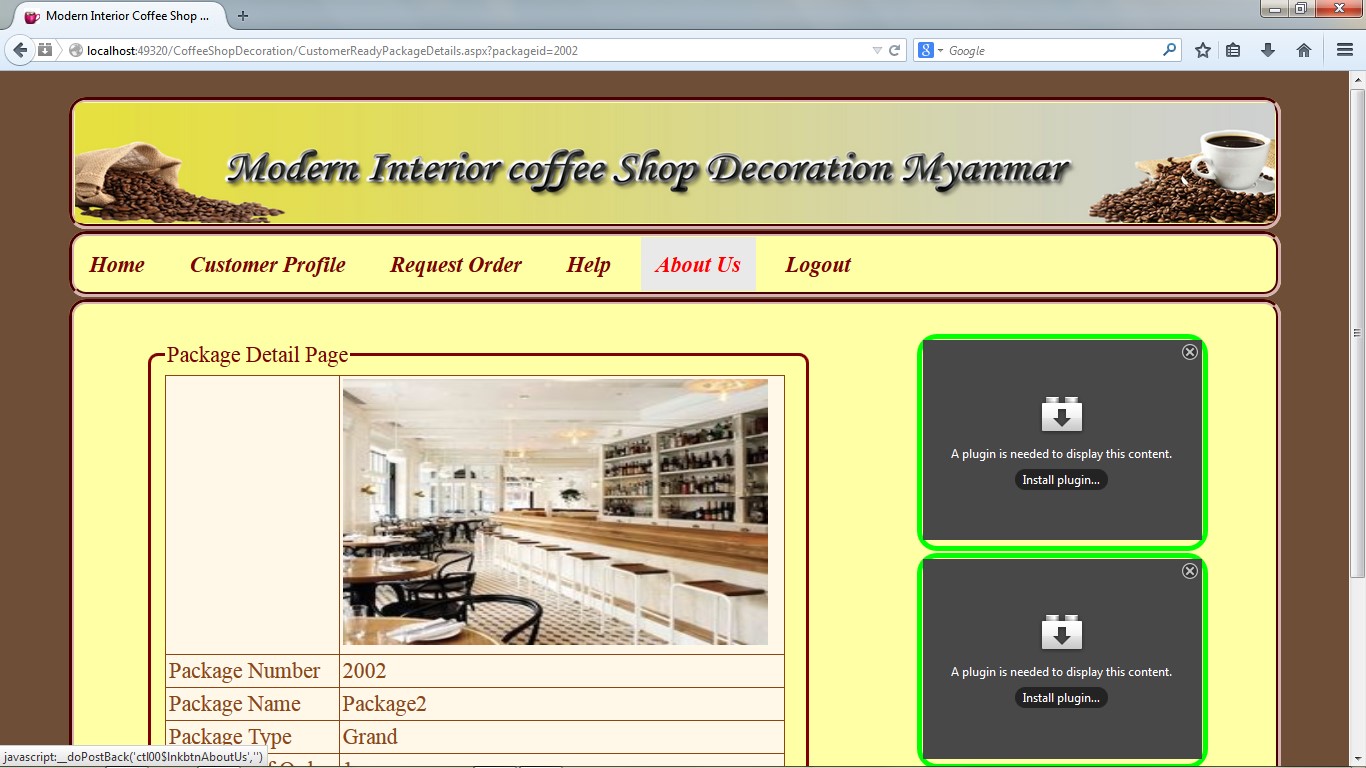 Modern Interior Coffee Shop ...
localhost:49320/CoffeeShopDecoration/CustomerReadyPackageDetails.aspx?packageid=2002
Google
Modern Interior coffee Shop Decoration Myanmar
Home Customer Profile Request Order Help About Us Logout
Package Detail Page
Package Number 2002
Package Name Package2
Package Type Grand
A plugin is needed to display this content.
Install plugin...
A plugin is needed to display this content.
Install plugin...
javascript:__doPostBack('ctl00$lnkbtnAboutUs','')